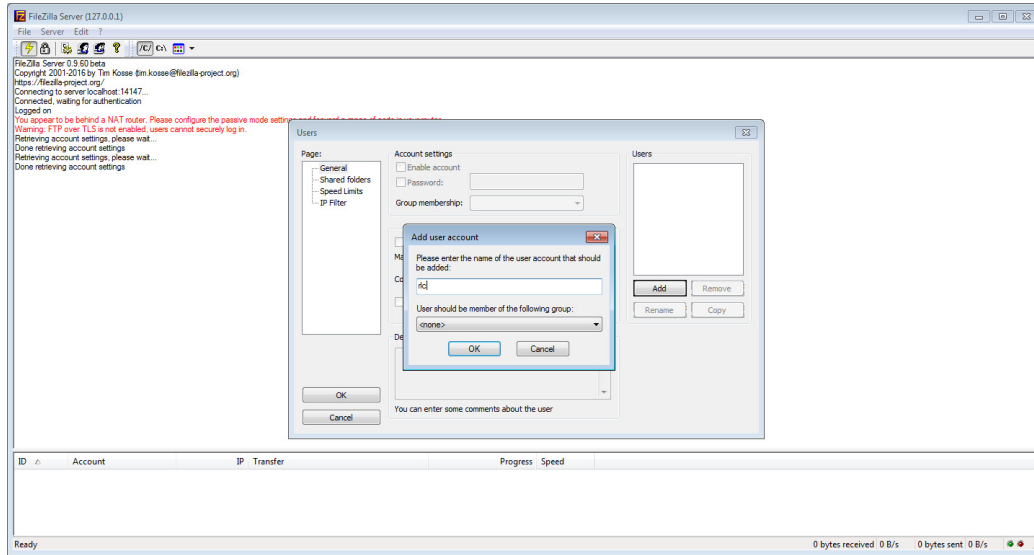 FileZilla Server (127.0.0.1)
File Server Edit ?
/C/ C:\
FileZilla Server 0.9.60 beta
Copyright 2001-2016 by Tim Kosse (tim.kosse@filezilla-project.org)
https://filezilla-project.org/
Connecting to server localhost:14147...
Connected, waiting for authentication
Logged on
You appear to be behind a NAT router. Please configure the passive mode settings and forward a range of ports in your router.
Warning: FTP over TLS is not enabled, users cannot securely log in.
Retrieving account settings, please wait...
Done retrieving account settings
Retrieving account settings, please wait...
Done retrieving account settings
Users
Page:
General
Shared folders
Speed Limits
IP Filter
OK
Cancel
Account settings
Enable account
Password:
Group membership:
Ma
Co
De
You can enter some comments about the user
Users
Add Remove
Rename Copy
Add user account
Please enter the name of the user account that should
be added:
rlc
User should be member of the following group:
<none>
OK Cancel
ID Account IP Transfer Progress Speed
Ready 0 bytes received 0 B/s 0 bytes sent 0 B/s